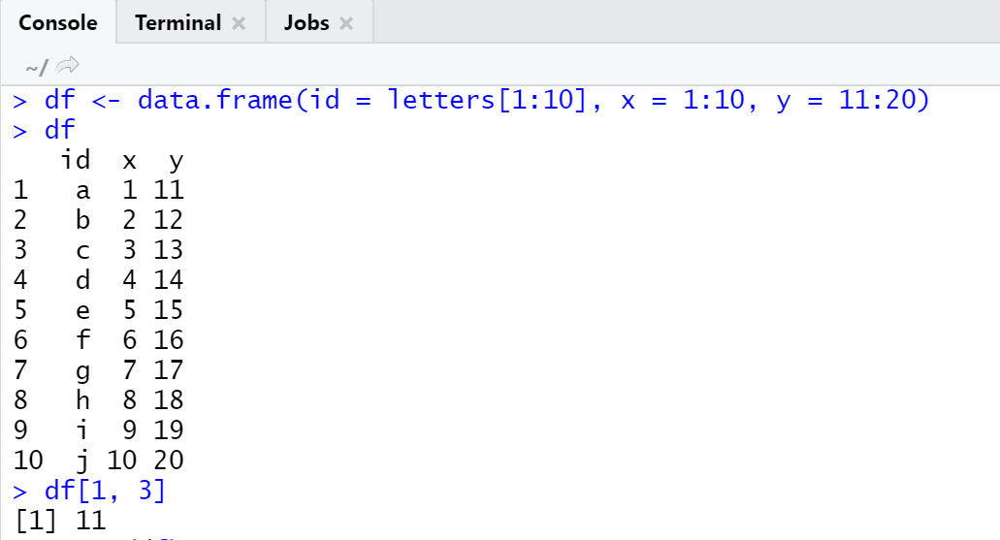 Console Terminal Jobs
~/
> df <- data.frame(id = letters[1:10], x = 1:10, y = 11:20)
> df
   id  x  y
1   a  1 11
2   b  2 12
3   c  3 13
4   d  4 14
5   e  5 15
6   f  6 16
7   g  7 17
8   h  8 18
9   i  9 19
10  j 10 20
> df[1, 3]
[1] 11